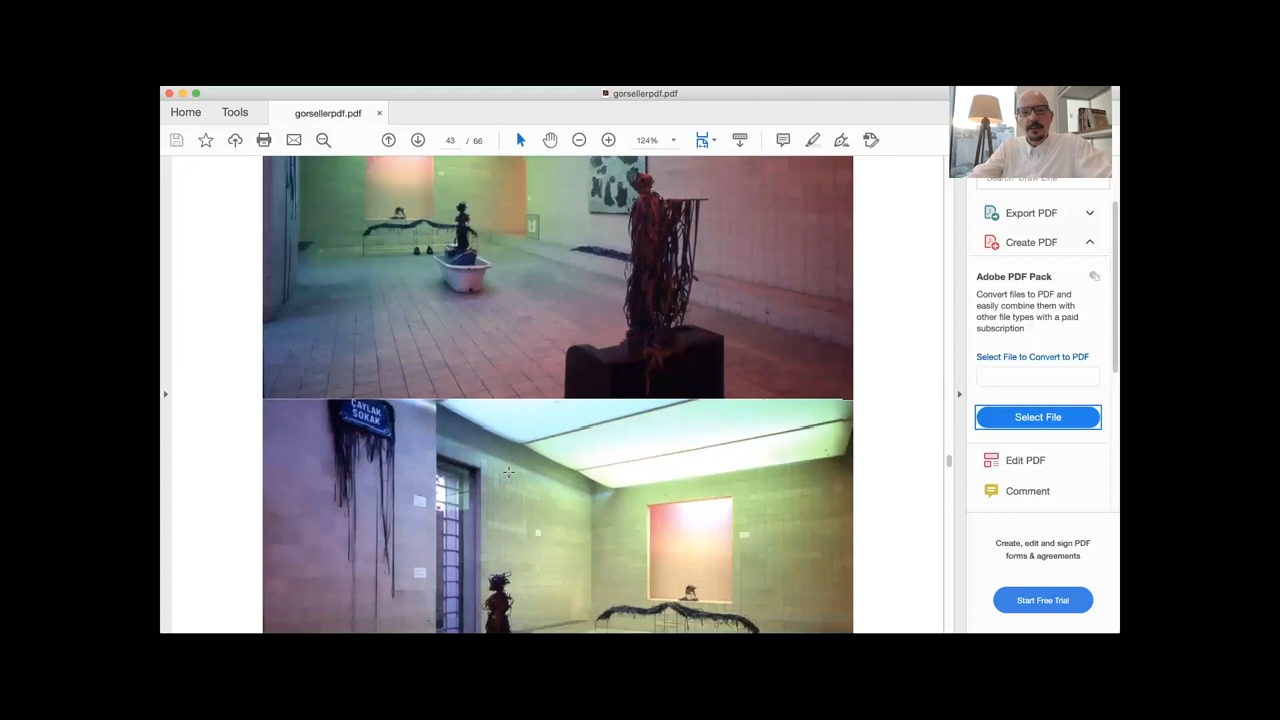 gorsellerpdf.pdf
Home
Tools
gorsellerpdf.pdf
×
43 / 66
124%
Export PDF
Create PDF
Adobe PDF Pack
Convert files to PDF and
easily combine them with
other file types with a paid
subscription
Select File to Convert to PDF
Select File
Edit PDF
Comment
Create, edit and sign PDF
forms & agreements
Start Free Trial
ÇAYLAK
SOKAK